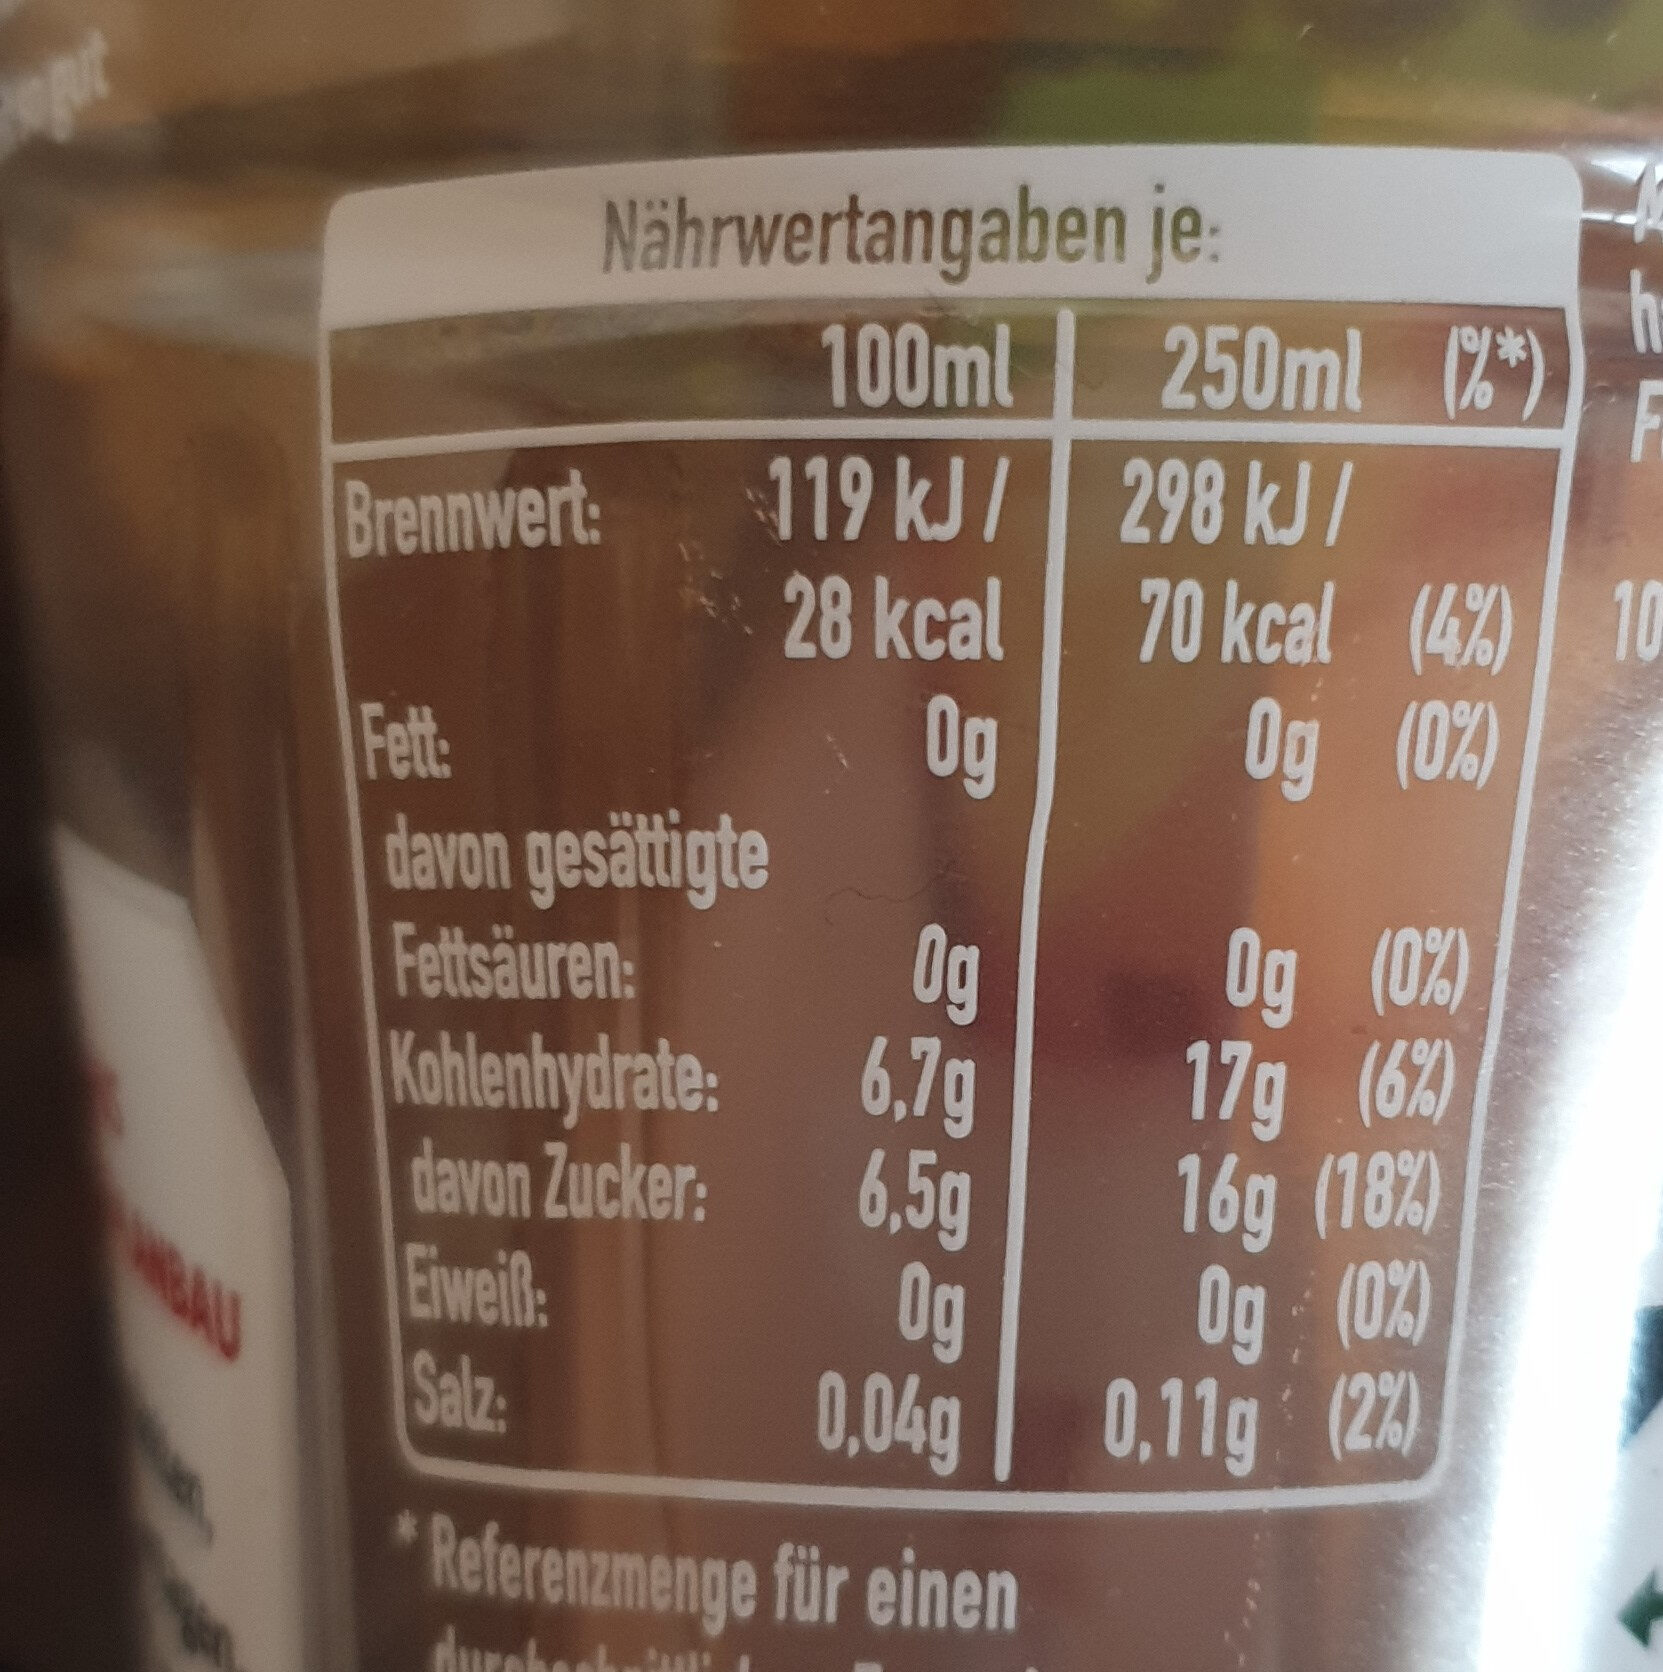 Nährwertangaben je:
100ml 250ml (%*)
Brennwert: 119 kJ / 298 kJ /
28 kcal 70 kcal (4%)
Fett: 0g 0g (0%)
davon gesättigte
Fettsäuren: 0g 0g (0%)
Kohlenhydrate: 6,7g 17g (6%)
davon Zucker: 6,5g 16g (18%)
Eiweiß: 0g 0g (0%)
Salz: 0,04g 0,11g (2%)
* Referenzmenge für einen
10